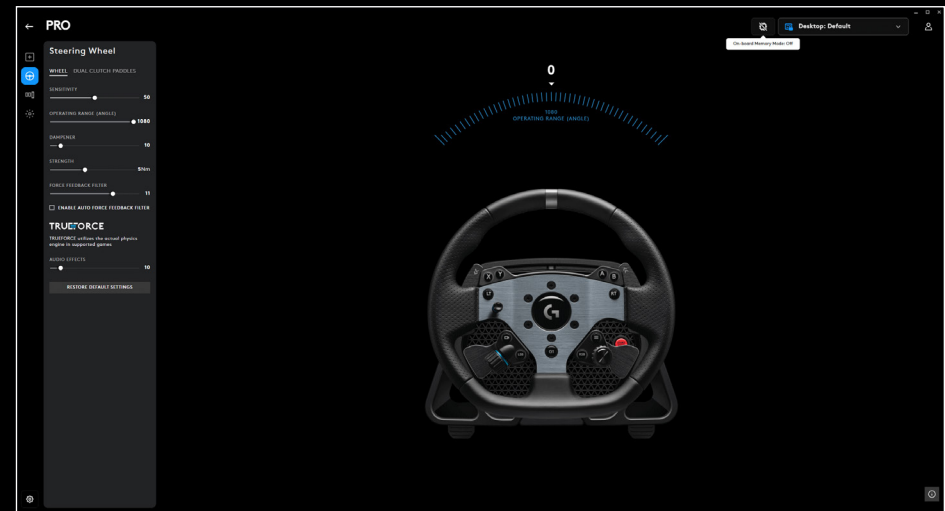 PRO
Desktop: Default
On-board Memory Mode: Off
Steering Wheel
WHEEL DUAL CLUTCH PADDLES
SENSITIVITY
50
OPERATING RANGE (ANGLE)
1080
DAMPENER
10
STRENGTH
5Nm
FORCE FEEDBACK FILTER
11
ENABLE AUTO FORCE FEEDBACK FILTER
TRUEFORCE
TRUEFORCE utilizes the actual physics
engine in supported games
AUDIO EFFECTS
10
RESTORE DEFAULT SETTINGS
0
1080
OPERATING RANGE (ANGLE)
X Y A B
LT RT
G